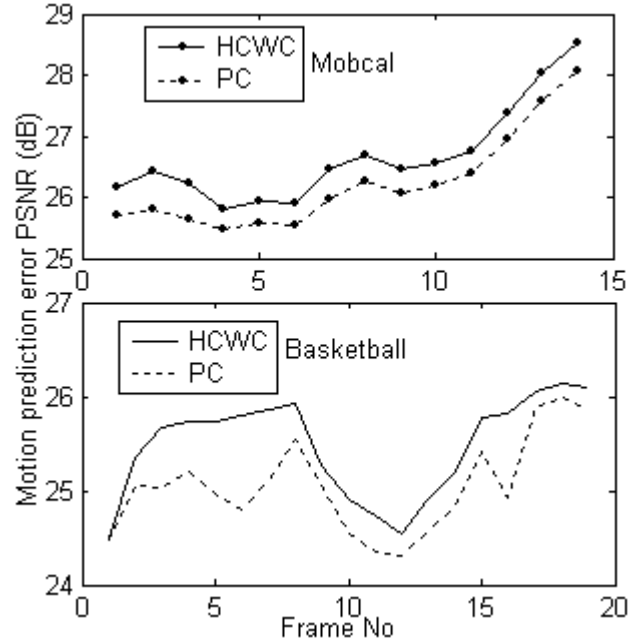 Motion prediction error PSNR (dB)
29
28
27
26
25
HCWC
PC
Mobcal
0
5
10
15
27
26
25
24
HCWC
PC
Basketball
0
5
10
15
20
Frame No